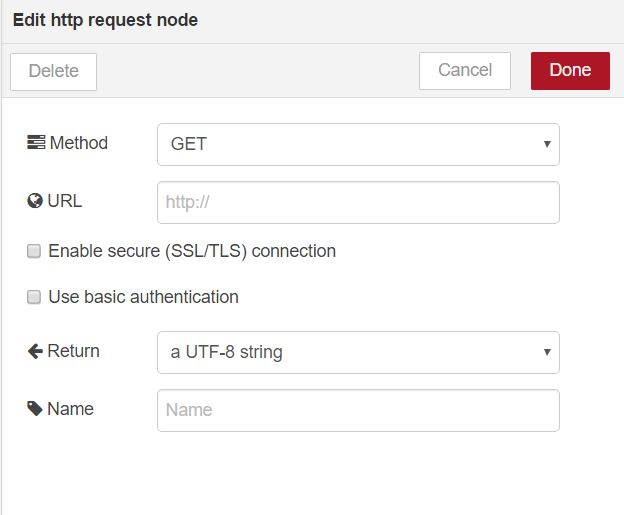 Edit http request node
Delete Cancel Done
Method GET
URL http://
Enable secure (SSL/TLS) connection
Use basic authentication
Return a UTF-8 string
Name Name